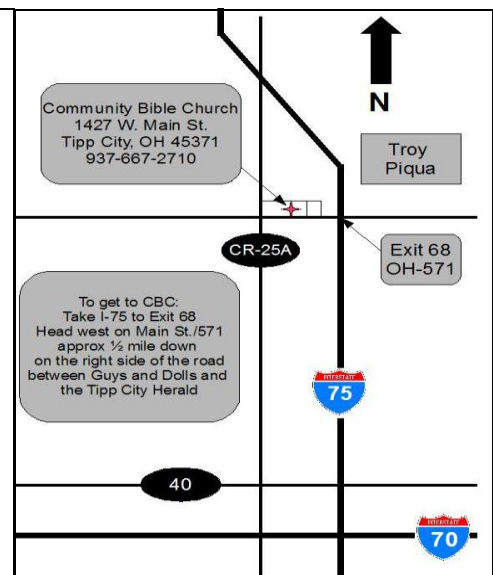 N
Community Bible Church
1427 W. Main St.
Tipp City, OH 45371
937-667-2710
Troy
Piqua
CR-25A
Exit 68
OH-571
To get to CBC:
Take I-75 to Exit 68
Head west on Main St./571
approx ½ mile down
on the right side of the road
between Guys and Dolls and
the Tipp City Herald
INTERSTATE
75
40
INTERSTATE
70